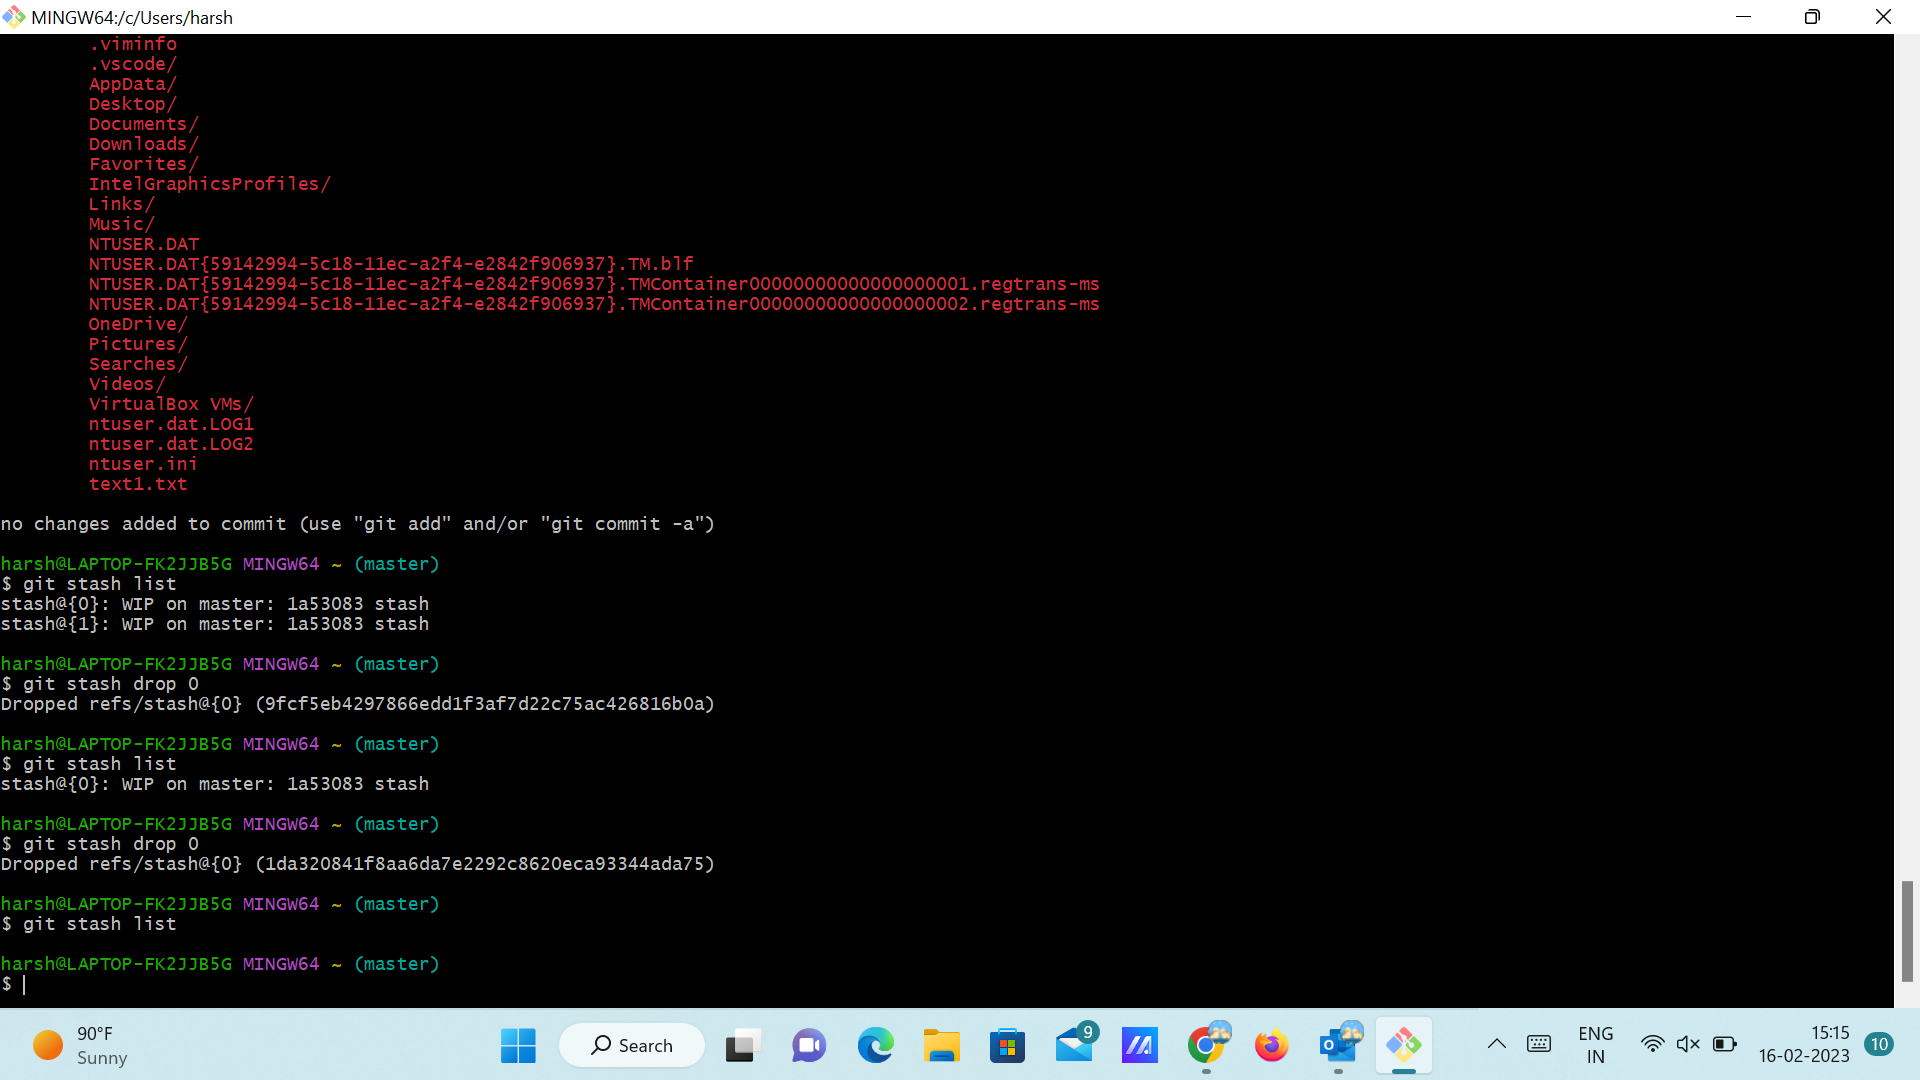 MINGW64:/c/Users/harsh
.viminfo
.vscode/
AppData/
Desktop/
Documents/
Downloads/
Favorites/
IntelGraphicsProfiles/
Links/
Music/
NTUSER.DAT
NTUSER.DAT{59142994-5c18-11ec-a2f4-e2842f906937}.TM.blf
NTUSER.DAT{59142994-5c18-11ec-a2f4-e2842f906937}.TMContainer00000000000000000001.regtrans-ms
NTUSER.DAT{59142994-5c18-11ec-a2f4-e2842f906937}.TMContainer00000000000000000002.regtrans-ms
OneDrive/
Pictures/
Searches/
Videos/
VirtualBox VMs/
ntuser.dat.LOG1
ntuser.dat.LOG2
ntuser.ini
text1.txt
no changes added to commit (use "git add" and/or "git commit -a")
harsh@LAPTOP-FK2JJB5G MINGW64 ~ (master)
$ git stash list
stash@{0}: WIP on master: 1a53083 stash
stash@{1}: WIP on master: 1a53083 stash
harsh@LAPTOP-FK2JJB5G MINGW64 ~ (master)
$ git stash drop 0
Dropped refs/stash@{0} (9fcf5eb4297866edd1f3af7d22c75ac426816b0a)
harsh@LAPTOP-FK2JJB5G MINGW64 ~ (master)
$ git stash list
stash@{0}: WIP on master: 1a53083 stash
harsh@LAPTOP-FK2JJB5G MINGW64 ~ (master)
$ git stash drop 0
Dropped refs/stash@{0} (1da320841f8aa6da7e2292c8620eca93344ada75)
harsh@LAPTOP-FK2JJB5G MINGW64 ~ (master)
$ git stash list
harsh@LAPTOP-FK2JJB5G MINGW64 ~ (master)
$
90°F
Sunny
Search
9
ENG
IN
15:15
16-02-2023
10